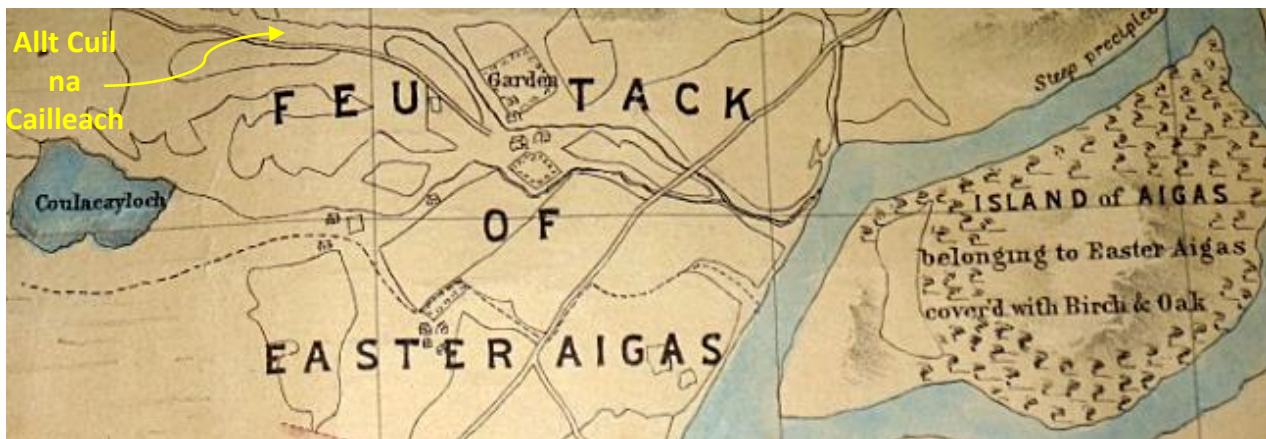 Allt Cuil
na
Cailleach
Garden
FEU TACK
Coulacayloch
OF
EASTER AIGAS
Steep precipice
ISLAND of AIGAS
belonging to Easter Aigas
cover'd with Birch & Oak